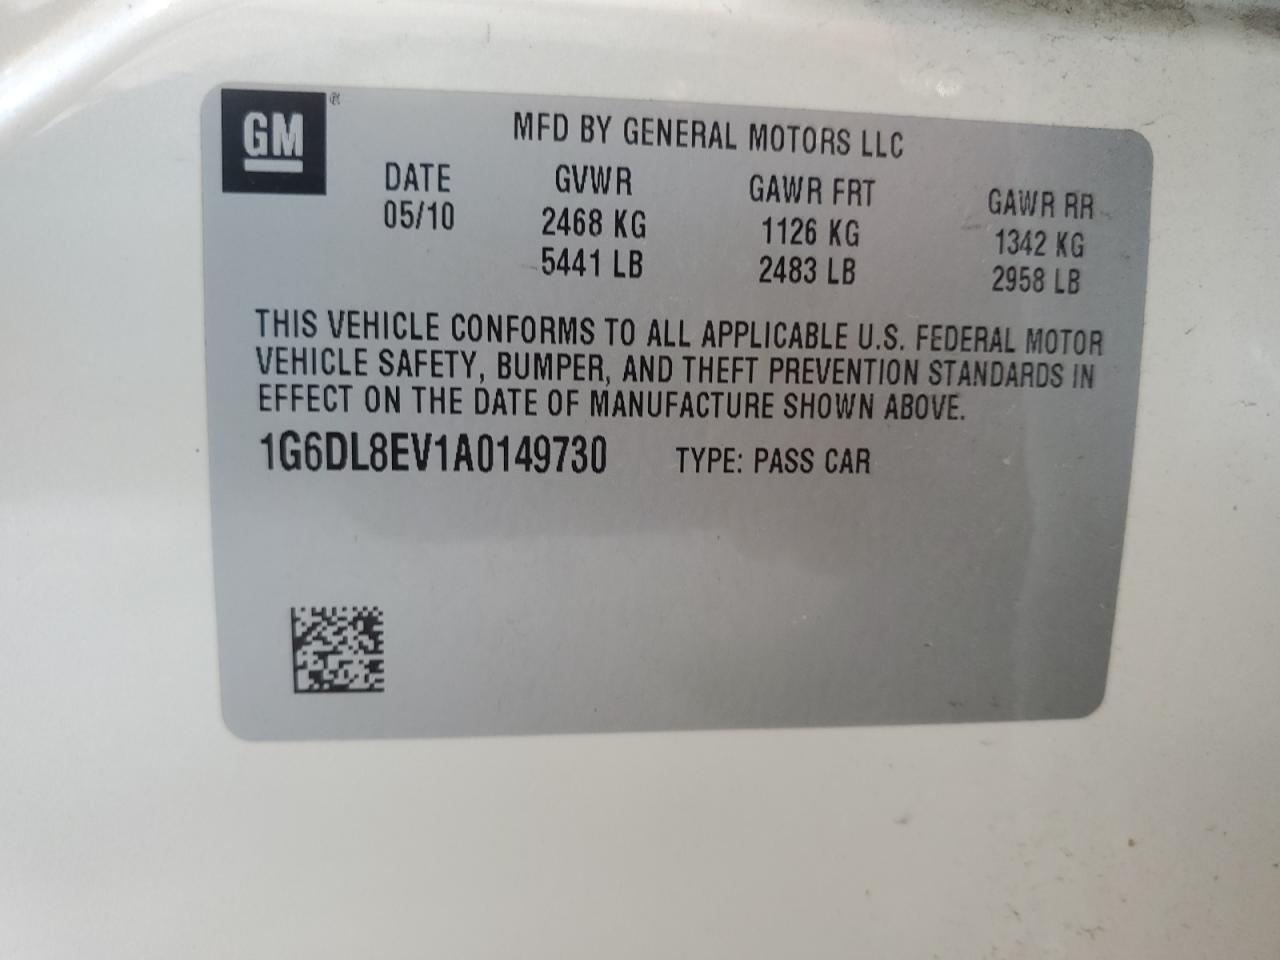 GM®
MFD BY GENERAL MOTORS LLC
DATE GVWR GAWR FRT GAWR RR
05/10 2468 KG 1126 KG 1342 KG
5441 LB 2483 LB 2958 LB
THIS VEHICLE CONFORMS TO ALL APPLICABLE U.S. FEDERAL MOTOR
VEHICLE SAFETY, BUMPER, AND THEFT PREVENTION STANDARDS IN
EFFECT ON THE DATE OF MANUFACTURE SHOWN ABOVE.
1G6DL8EV1A0149730 TYPE: PASS CAR